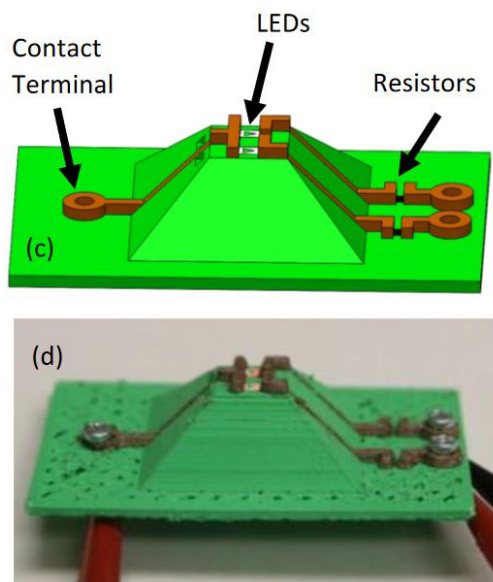 LEDs
Contact
Terminal
Resistors
(c)
(d)